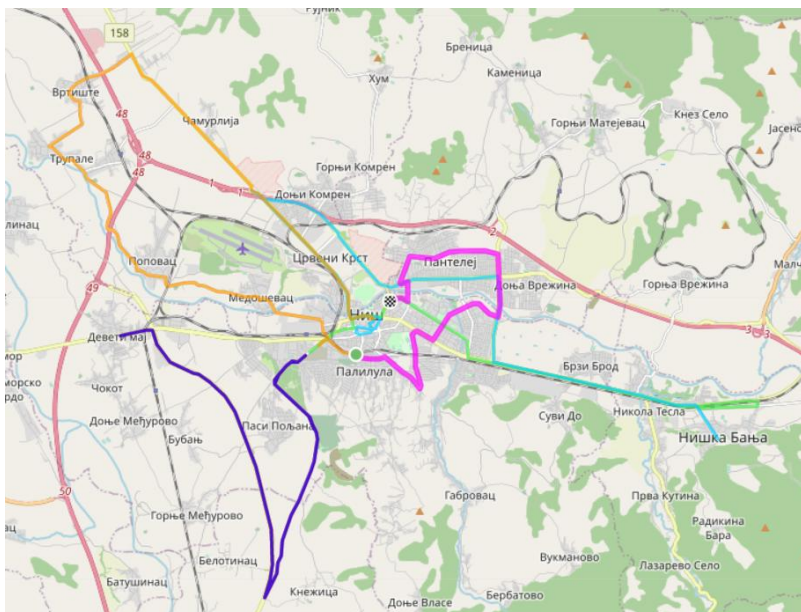 Рујник
158
Бреница
Хум
Каменица
Вртиште
Кнез Село
Чамурлија
Горњи Матејевац
Јасено
48
Трупале
48
48
Горњи Комрен
1
1
Доњи Комрен
2
линац
Поповац
Црвени Крст
Пантелеј
Малч
49
Медошевац
Доња Врежина
Горња Врежина
Ниш
Девети мај
3
3
мор
Брзи Брод
морско
рдо
Чокот
Палилула
Никола Тесла
Доње Међурово
Суви До
Бубањ
Паси Пољана
Нишка Бања
50
Габровац
Прва Кутина
Горње Међурово
Радикина
Бара
ац
Белотинац
Вукманово
Лазарево Село
Батушинац
Кнежица
Бербатово
Доње Власе